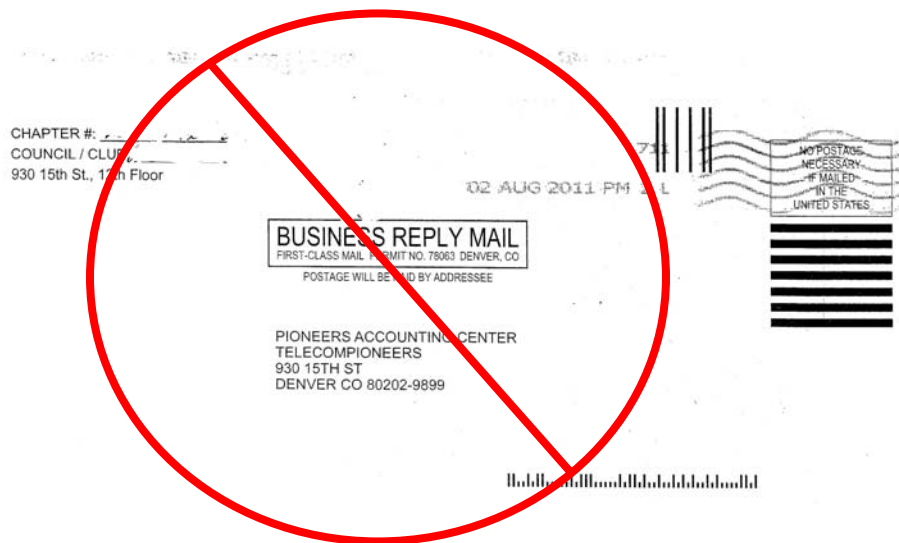 CHAPTER #:
COUNCIL / CLUB
930 15th St., 12th Floor
02 AUG 2011 PM
NO POSTAGE
NECESSARY
IF MAILED
IN THE
UNITED STATES
BUSINESS REPLY MAIL
FIRST-CLASS MAIL PERMIT NO. 78063 DENVER, CO
POSTAGE WILL BE PAID BY ADDRESSEE
PIONEERS ACCOUNTING CENTER
TELECOMPIONEERS
930 15TH ST
DENVER CO 80202-9899